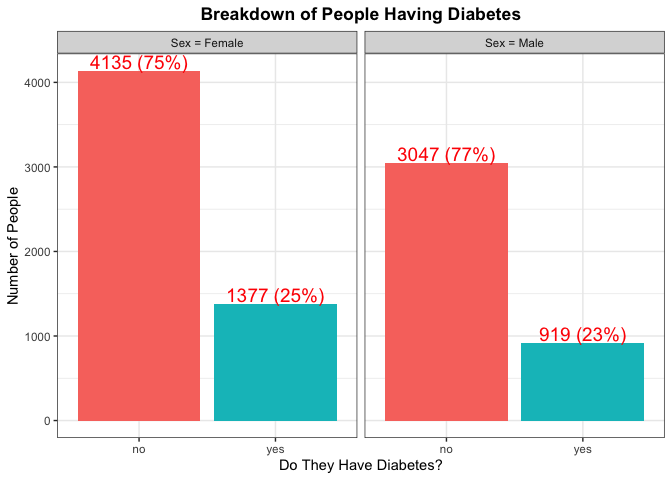 Breakdown of People Having Diabetes
Sex = Female
Sex = Male
4135 (75%)
1377 (25%)
3047 (77%)
919 (23%)
Number of People
4000
3000
2000
1000
0
no
yes
no
yes
Do They Have Diabetes?